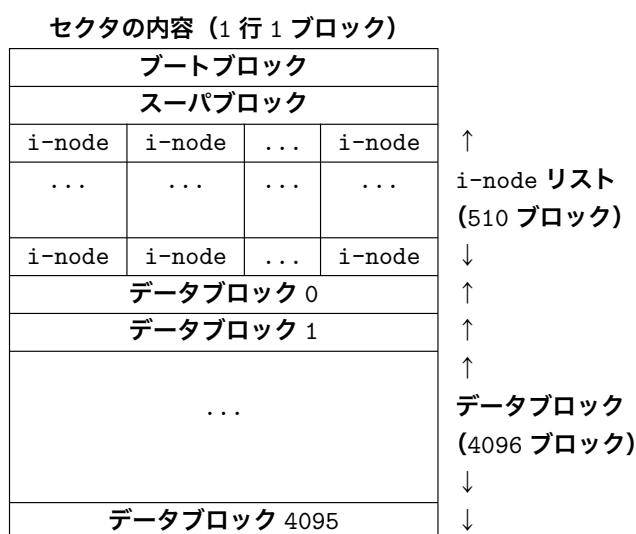 セクタの内容（1 行 1 ブロック）
ブートブロック
スーパブロック
i-node i-node ... i-node ↑
... ... ... ... i-node リスト
（510 ブロック）
i-node i-node ... i-node ↓
データブロック 0 ↑
データブロック 1 ↑
↑
... データブロック
（4096 ブロック）
↓
データブロック 4095 ↓